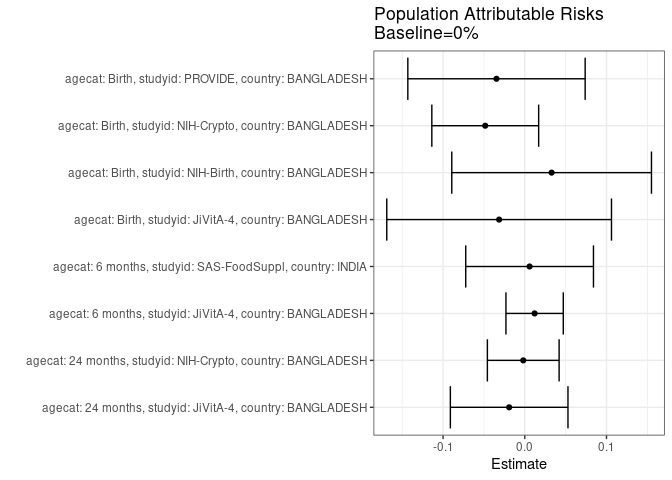 Population Attributable Risks
Baseline=0%
agecat: Birth, studyid: PROVIDE, country: BANGLADESH
agecat: Birth, studyid: NIH-Crypto, country: BANGLADESH
agecat: Birth, studyid: NIH-Birth, country: BANGLADESH
agecat: Birth, studyid: JiVitA-4, country: BANGLADESH
agecat: 6 months, studyid: SAS-FoodSuppl, country: INDIA
agecat: 6 months, studyid: JiVitA-4, country: BANGLADESH
agecat: 24 months, studyid: NIH-Crypto, country: BANGLADESH
agecat: 24 months, studyid: JiVitA-4, country: BANGLADESH
-0.1 0.0 0.1
Estimate